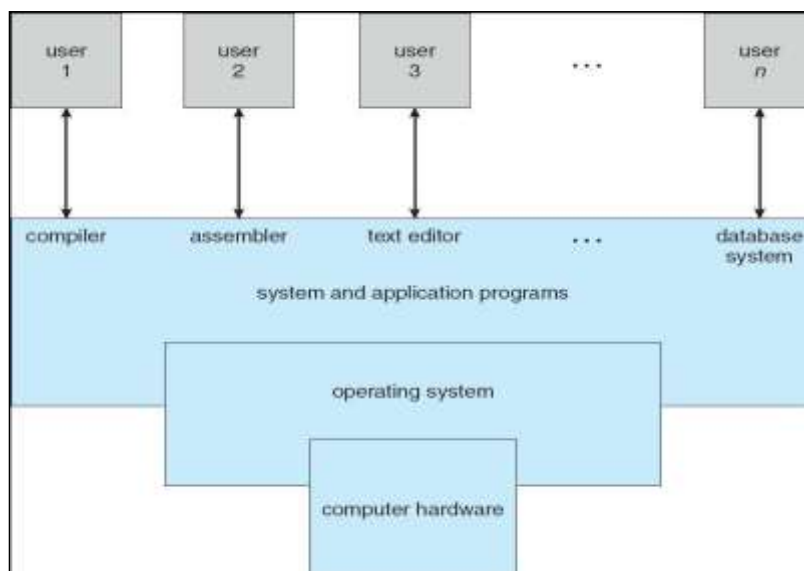 user
1
user
2
user
3
...
user
n
compiler
assembler
text editor
...
database
system
system and application programs
operating system
computer hardware